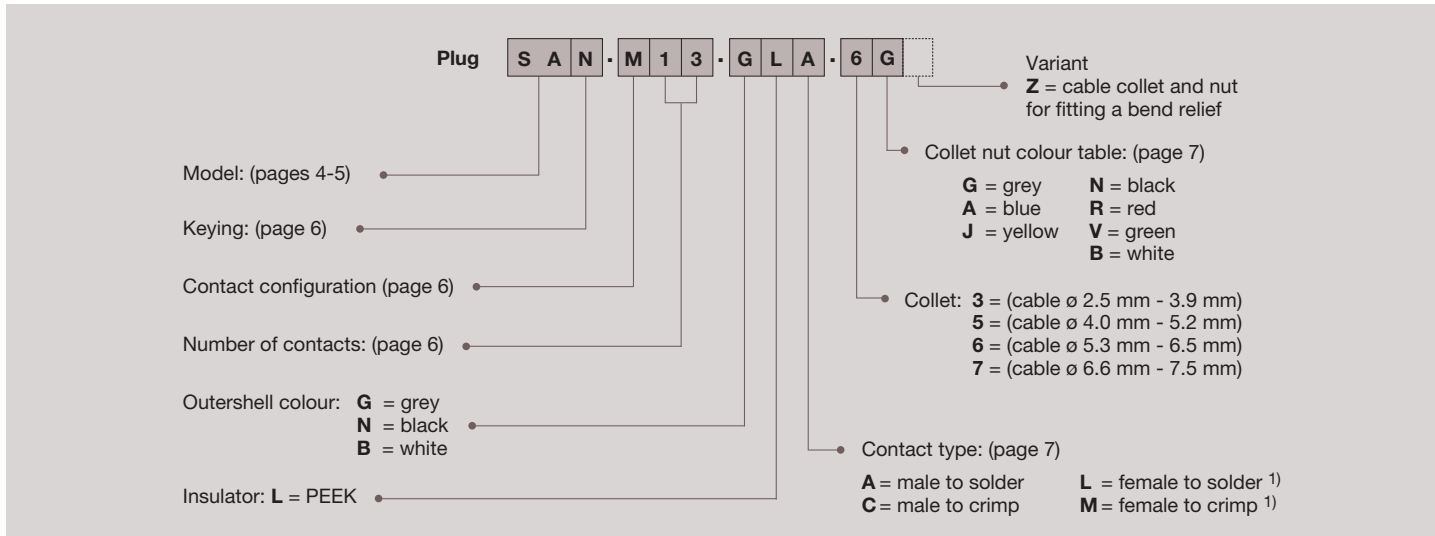 Plug SAN·M13·GLA·6G
Variant
Z = cable collet and nut
for fitting a bend relief
Model: (pages 4-5)
Keying: (page 6)
Contact configuration (page 6)
Number of contacts: (page 6)
Outershell colour: G = grey
N = black
B = white
Insulator: L = PEEK
Collet nut colour table: (page 7)
G = grey N = black
A = blue R = red
J = yellow V = green
B = white
Collet: 3 = (cable ø 2.5 mm - 3.9 mm)
5 = (cable ø 4.0 mm - 5.2 mm)
6 = (cable ø 5.3 mm - 6.5 mm)
7 = (cable ø 6.6 mm - 7.5 mm)
Contact type: (page 7)
A = male to solder L = female to solder 1)
C = male to crimp M = female to crimp 1)